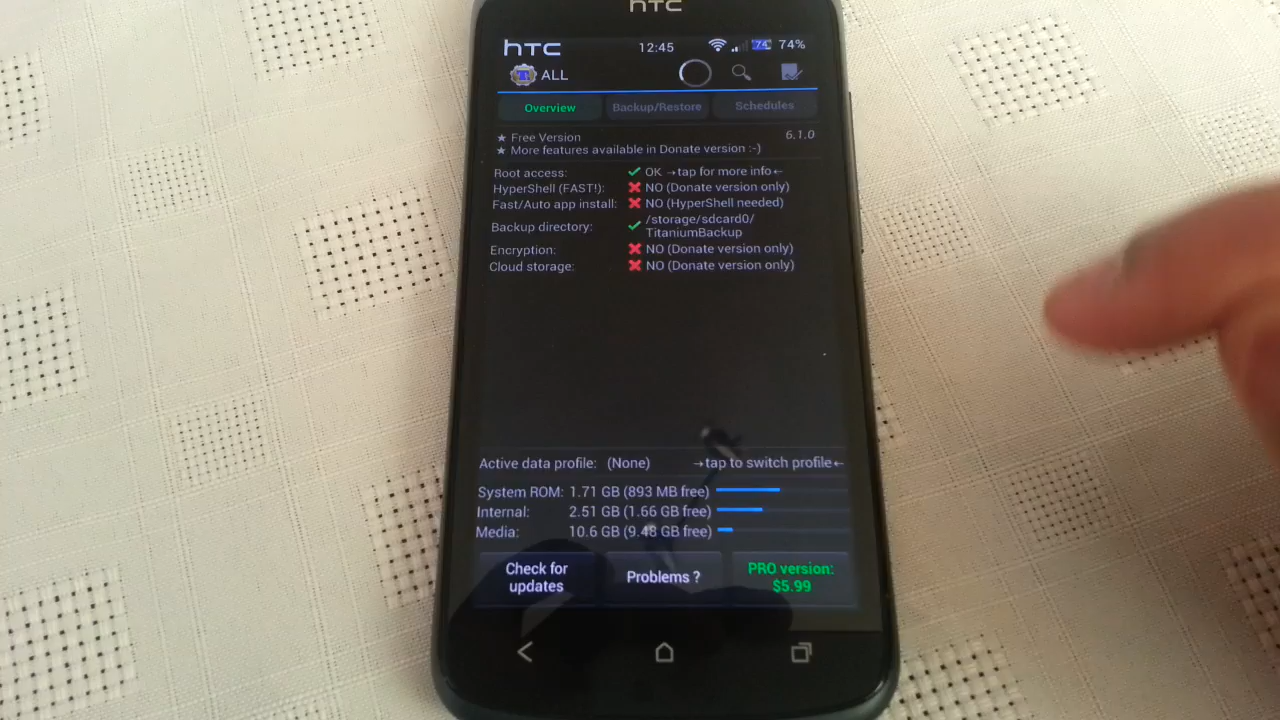 hTC
hTC 12:45 74 74%
ALL
Overview Backup/Restore Schedules
★ Free Version 6.1.0
★ More features available in Donate version :-)
Root access: OK →tap for more info←
HyperShell (FAST!): NO (Donate version only)
Fast/Auto app install: NO (HyperShell needed)
Backup directory: /storage/sdcard0/
TitaniumBackup
Encryption: NO (Donate version only)
Cloud storage: NO (Donate version only)
Active data profile: (None) →tap to switch profile←
System ROM: 1.71 GB (893 MB free)
Internal: 2.51 GB (1.66 GB free)
Media: 10.6 GB (9.48 GB free)
Check for
updates
Problems ?
PRO version:
$5.99